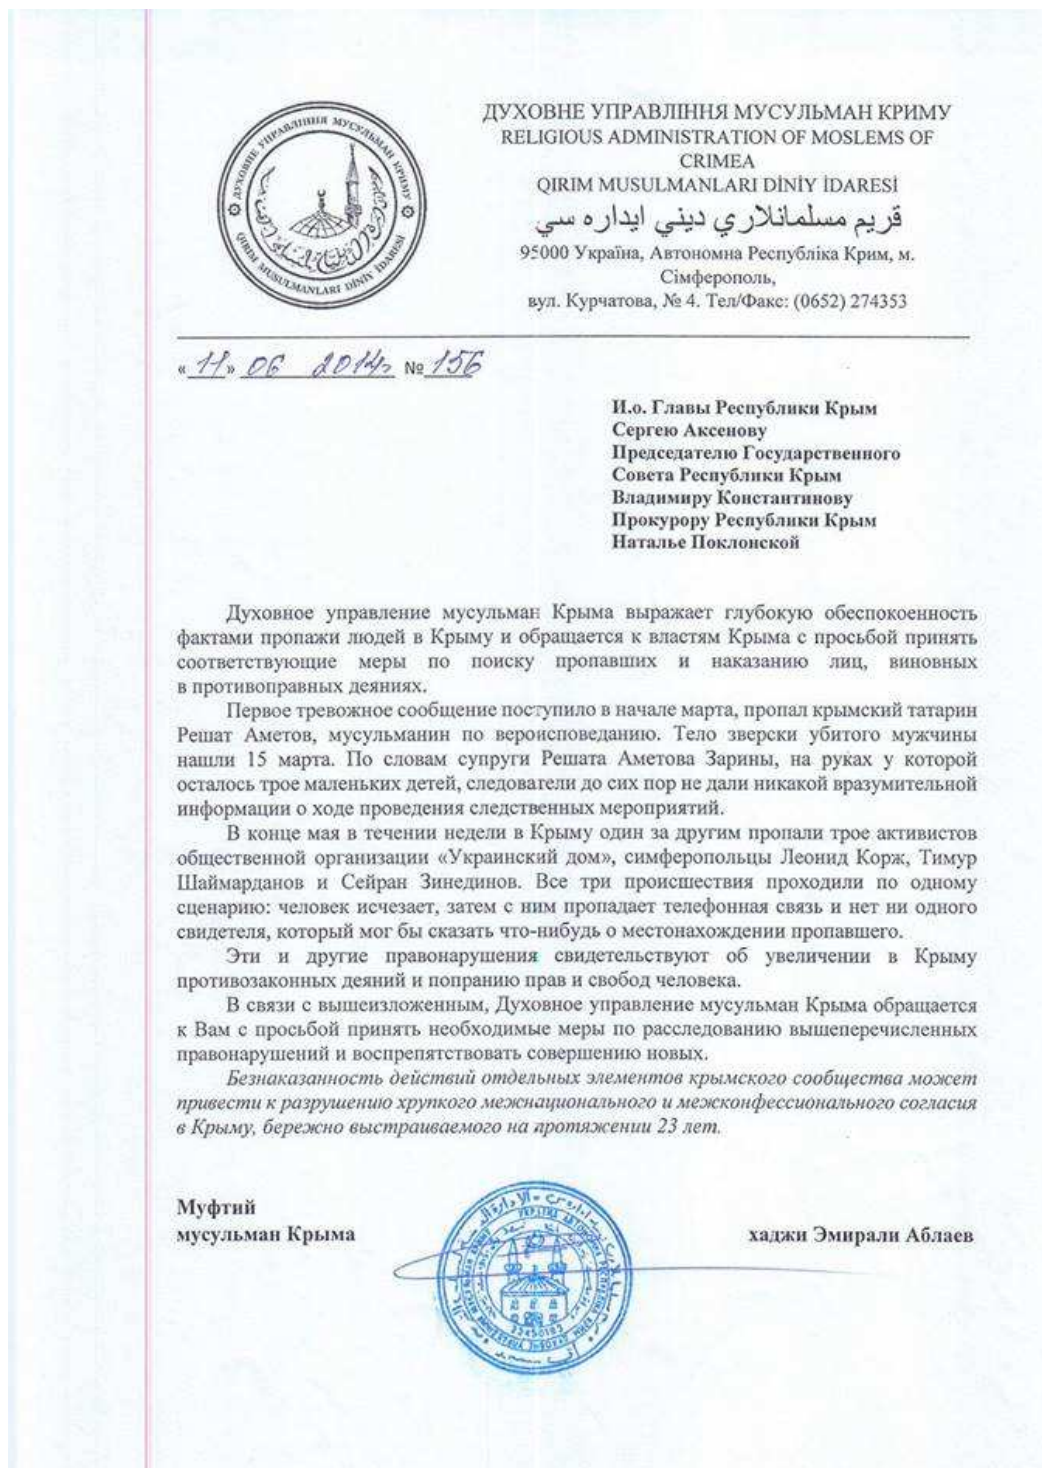 ДУХОВНЕ УПРАВЛІННЯ МУСУЛЬМАН КРИМУ
QIRIM MUSULMANLARI DİNİY İDARESİ
ДУХОВНЕ УПРАВЛІННЯ МУСУЛЬМАН КРИМУ
RELIGIOUS ADMINISTRATION OF MOSLEMS OF
CRIMEA
QIRIM MUSULMANLARI DİNİY İDARESİ
قريم مسلمانلاري ديني ايداره سي
95000 Україна, Автономна Республіка Крим, м.
Сімферополь,
вул. Курчатова, № 4. Тел/Факс: (0652) 274353
« 11 » 06 2014г №156
И.о. Главы Республики Крым
Сергею Аксенову
Председателю Государственного
Совета Республики Крым
Владимиру Константинову
Прокурору Республики Крым
Наталье Поклонской
Духовное управление мусульман Крыма выражает глубокую обеспокоенность
фактами пропажи людей в Крыму и обращается к властям Крыма с просьбой принять
соответствующие меры по поиску пропавших и наказанию лиц, виновных
в противоправных деяниях.
Первое тревожное сообщение поступило в начале марта, пропал крымский татарин
Решат Аметов, мусульманин по вероисповеданию. Тело зверски убитого мужчины
нашли 15 марта. По словам супруги Решата Аметова Зарины, на руках у которой
осталось трое маленьких детей, следователи до сих пор не дали никакой вразумительной
информации о ходе проведения следственных мероприятий.
В конце мая в течении недели в Крыму один за другим пропали трое активистов
общественной организации «Украинский дом», симферопольцы Леонид Корж, Тимур
Шаймарданов и Сейран Зинединов. Все три происшествия проходили по одному
сценарию: человек исчезает, затем с ним пропадает телефонная связь и нет ни одного
свидетеля, который мог бы сказать что-нибудь о местонахождении пропавшего.
Эти и другие правонарушения свидетельствуют об увеличении в Крыму
противозаконных деяний и попранию прав и свобод человека.
В связи с вышеизложенным, Духовное управление мусульман Крыма обращается
к Вам с просьбой принять необходимые меры по расследованию вышеперечисленных
правонарушений и воспрепятствовать совершению новых.
Безнаказанность действий отдельных элементов крымского сообщества может
привести к разрушению хрупкого межнационального и межконфессионального согласия
в Крыму, бережно выстраиваемого на протяжении 23 лет.
Муфтий
мусульман Крыма
хаджи Эмирали Аблаев